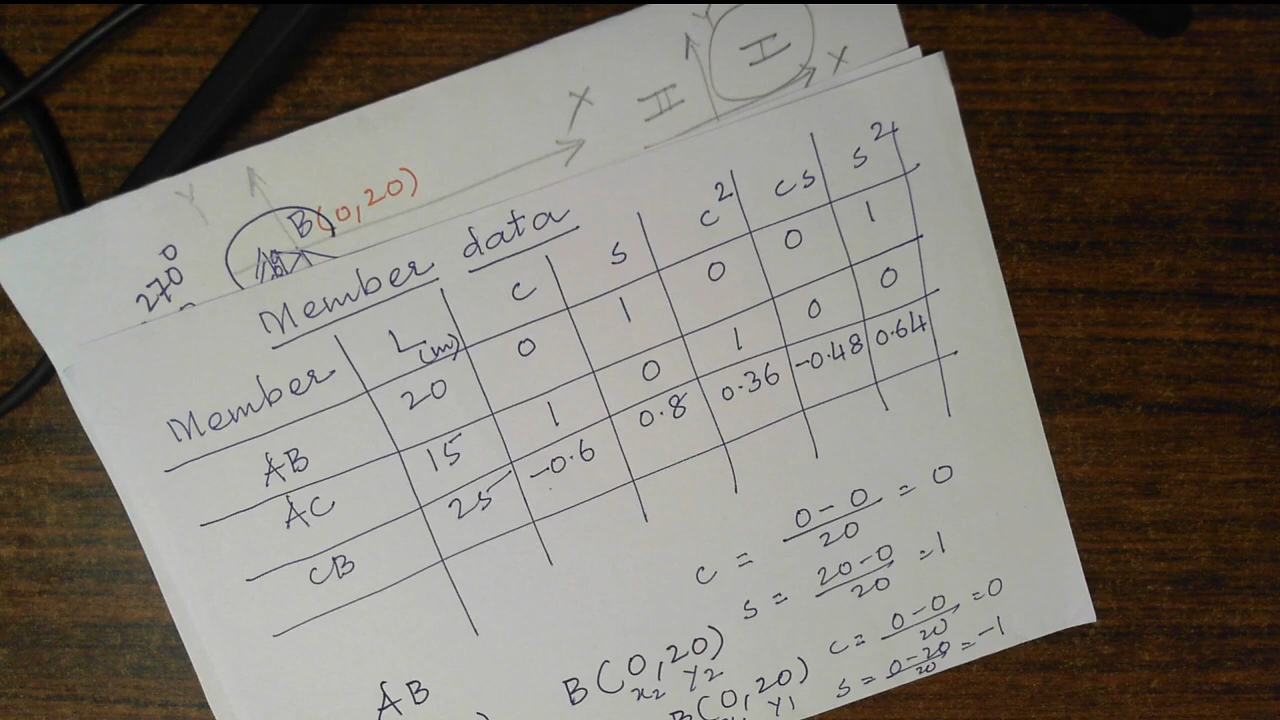 Y
I
II
X
X
Y
B(0,20)
270°
Member data
Member L(m) c s c² cs s²
AB 20 0 1 0 0 1
AC 15 1 0 1 0 0
CB 25 -0.6 0.8 0.36 -0.48 0.64
c = 0-0/20 = 0
s = 20-0/20 = 1
AB B(0,20)
x2 y2
c = 0-0/20 = 0
B(0,20) s = 0-20/20 = -1
y1